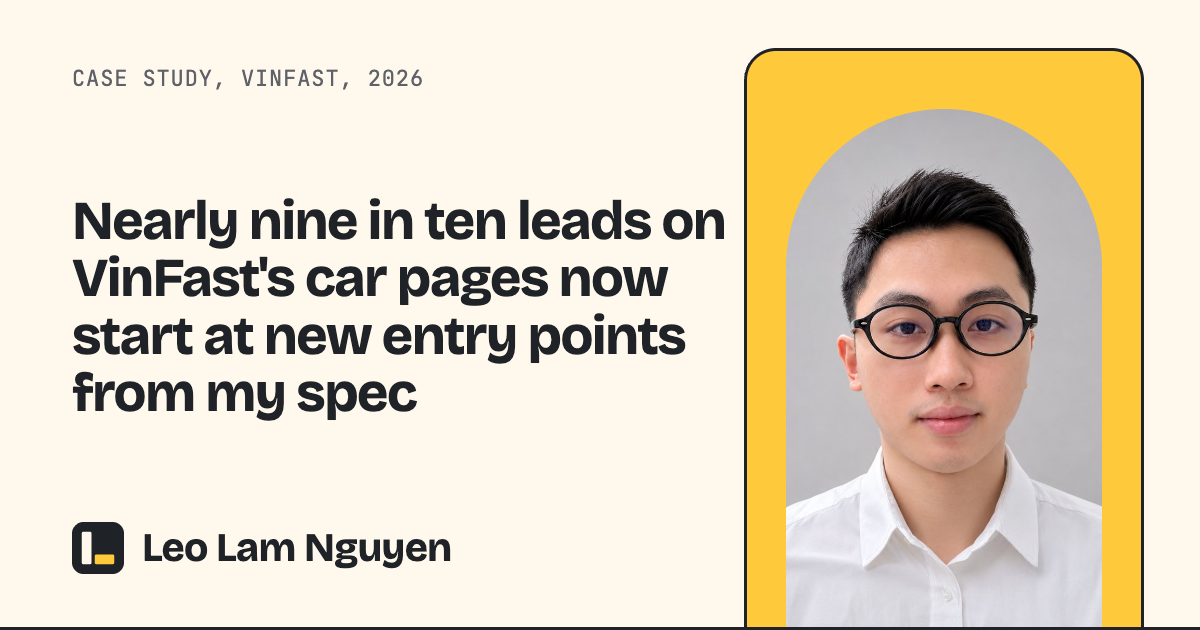 CASE STUDY, VINFAST, 2026
Nearly nine in ten leads on
VinFast's car pages now
start at new entry points
from my spec
Leo Lam Nguyen